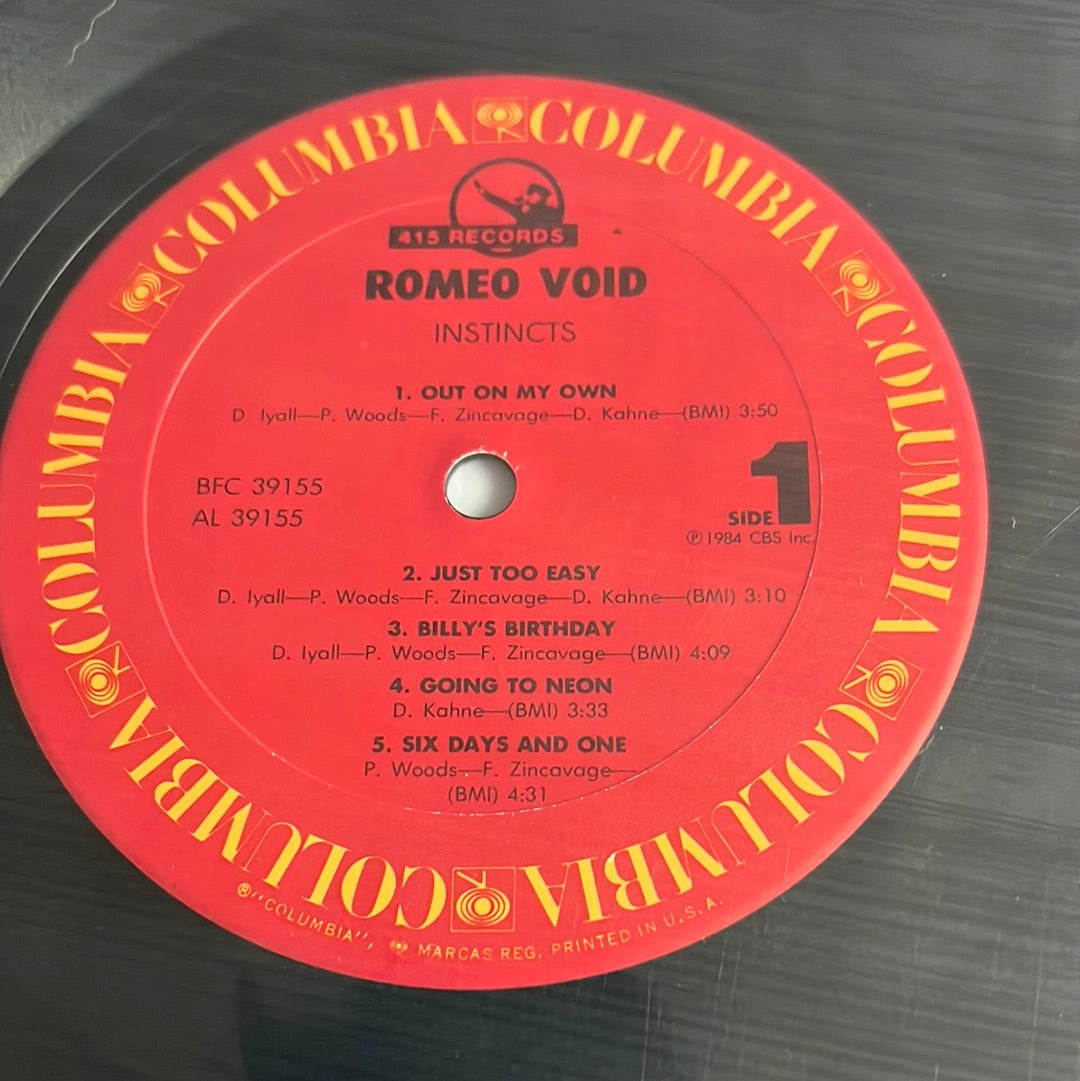 COLUMBIA COLUMBIA COLUMBIA COLUMBIA COLUMBIA COLUMBIA COLUMBIA COLUMBIA
415 RECORDS
ROMEO VOID
INSTINCTS
1. OUT ON MY OWN
D. Iyall—P. Woods—F. Zincavage—D. Kahne—(BMI) 3:50
BFC 39155
AL 39155
SIDE 1
℗ 1984 CBS Inc.
2. JUST TOO EASY
D. Iyall—P. Woods—F. Zincavage—D. Kahne—(BMI) 3:10
3. BILLY'S BIRTHDAY
D. Iyall—P. Woods—F. Zincavage—(BMI) 4:09
4. GOING TO NEON
D. Kahne—(BMI) 3:33
5. SIX DAYS AND ONE
P. Woods—F. Zincavage—
(BMI) 4:31
®"COLUMBIA", MARCAS REG. PRINTED IN U.S.A.